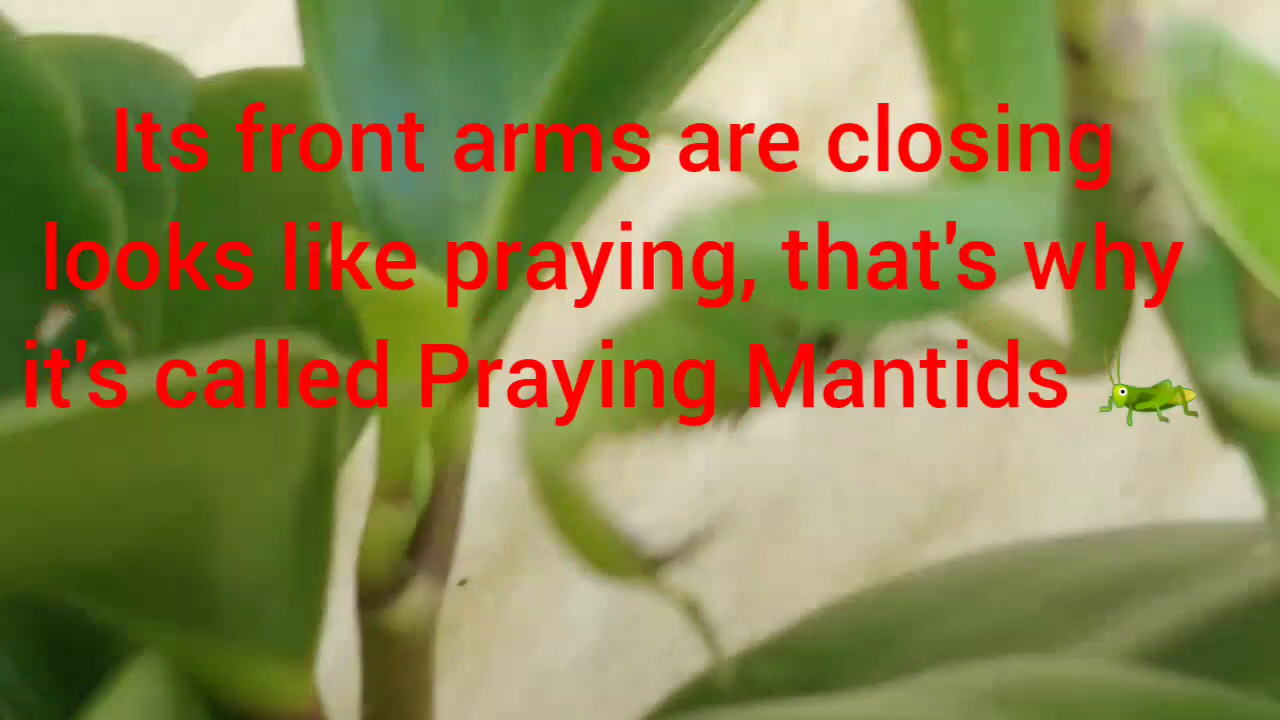 Its front arms are closing
looks like praying, that's why
it's called Praying Mantids 🦗